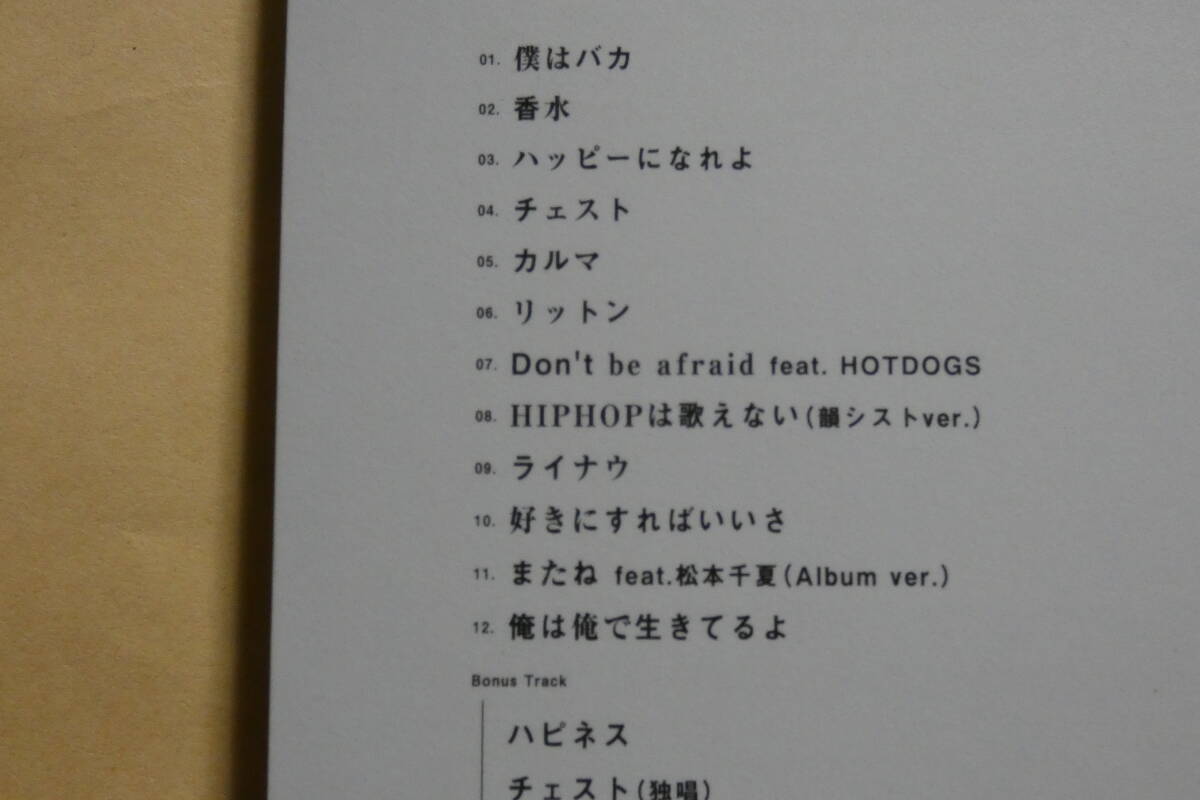 01. 僕はバカ
02. 香水
03. ハッピーになれよ
04. チェスト
05. カルマ
06. リットン
07. Don't be afraid feat. HOTDOGS
08. HIPHOPは歌えない(韻シストver.)
09. ライナウ
10. 好きにすればいいさ
11. またね feat.松本千夏(Album ver.)
12. 俺は俺で生きてるよ
Bonus Track
ハピネス
チェスト(独唱)